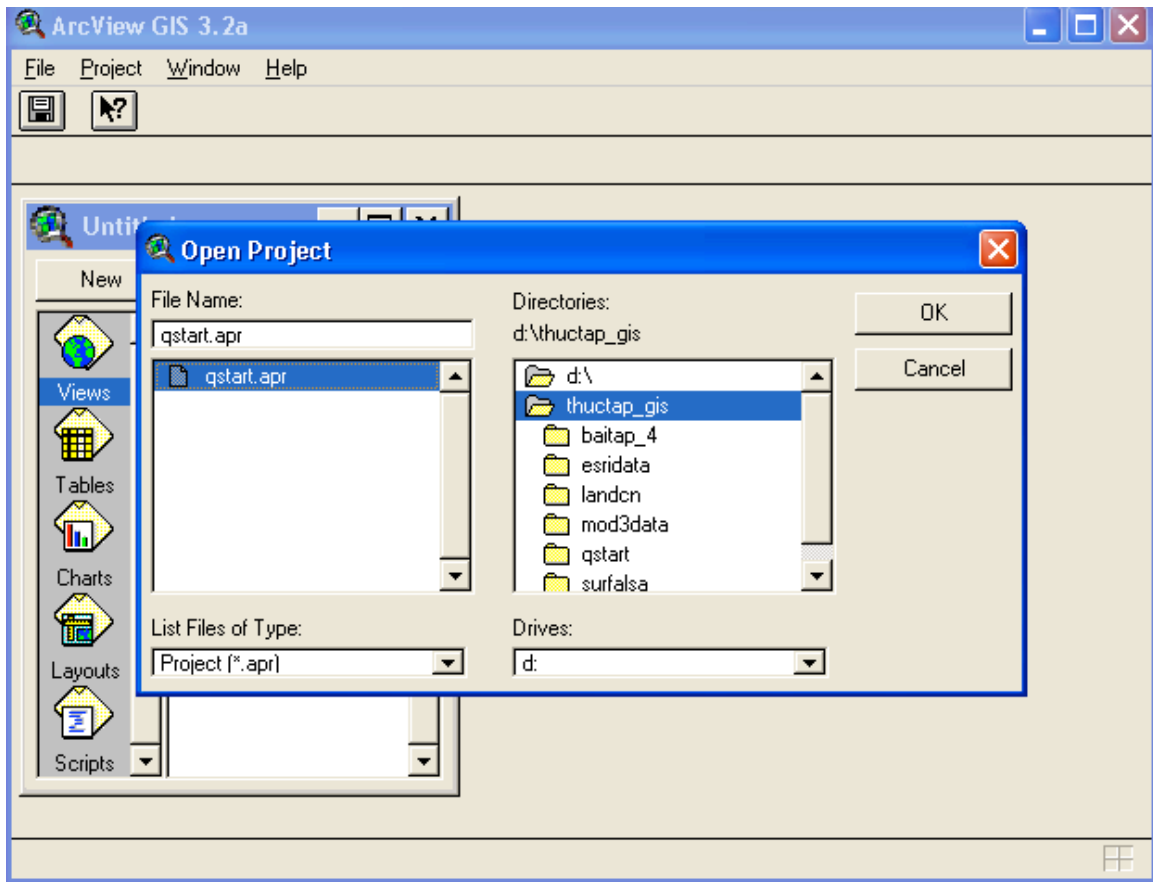 ArcView GIS 3.2a
File Project Window Help
Untit
New
Views
Tables
Charts
Layouts
Scripts
Open Project
File Name:
qstart.apr
qstart.apr
List Files of Type:
Project (*.apr)
Directories:
d:\thuctap_gis
d:\
thuctap_gis
baitap_4
esridata
landcn
mod3data
qstart
surfalsa
Drives:
d:
OK
Cancel